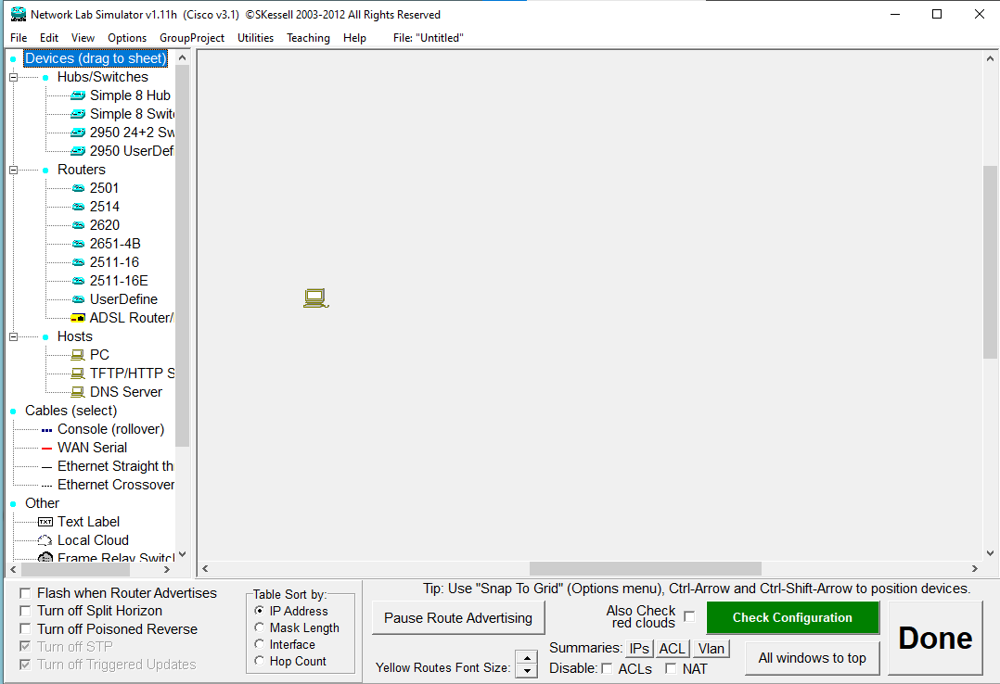 Network Lab Simulator v1.11h (Cisco v3.1) ©SKessell 2003-2012 All Rights Reserved
File Edit View Options GroupProject Utilities Teaching Help File: "Untitled"
Devices (drag to sheet)
Hubs/Switches
Simple 8 Hub
Simple 8 Swit
2950 24+2 Sw
2950 UserDef
Routers
2501
2514
2620
2651-4B
2511-16
2511-16E
UserDefine
ADSL Router/
Hosts
PC
TFTP/HTTP S
DNS Server
Cables (select)
Console (rollover)
WAN Serial
Ethernet Straight th
Ethernet Crossover
Other
TXT Text Label
Local Cloud
Frame Relay Switch
Flash when Router Advertises
Turn off Split Horizon
Turn off Poisoned Reverse
Turn off STP
Turn off Triggered Updates
Table Sort by:
IP Address
Mask Length
Interface
Hop Count
Tip: Use "Snap To Grid" (Options menu), Ctrl-Arrow and Ctrl-Shift-Arrow to position devices.
Pause Route Advertising
Also Check
red clouds
Check Configuration
Yellow Routes Font Size:
Summaries: IPs ACL Vlan
Disable: ACLs NAT
All windows to top
Done